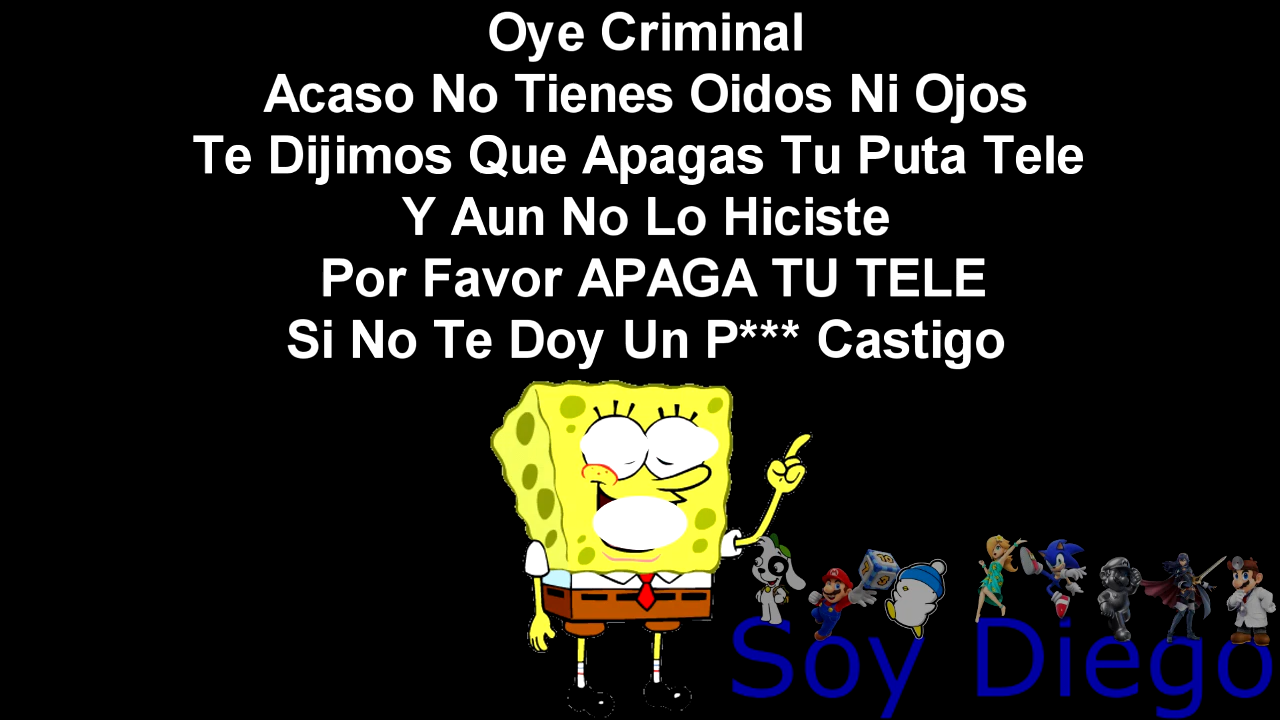 Oye Criminal
Acaso No Tienes Oidos Ni Ojos
Te Dijimos Que Apagas Tu Puta Tele
Y Aun No Lo Hiciste
Por Favor APAGA TU TELE
Si No Te Doy Un P*** Castigo
Soy Diego